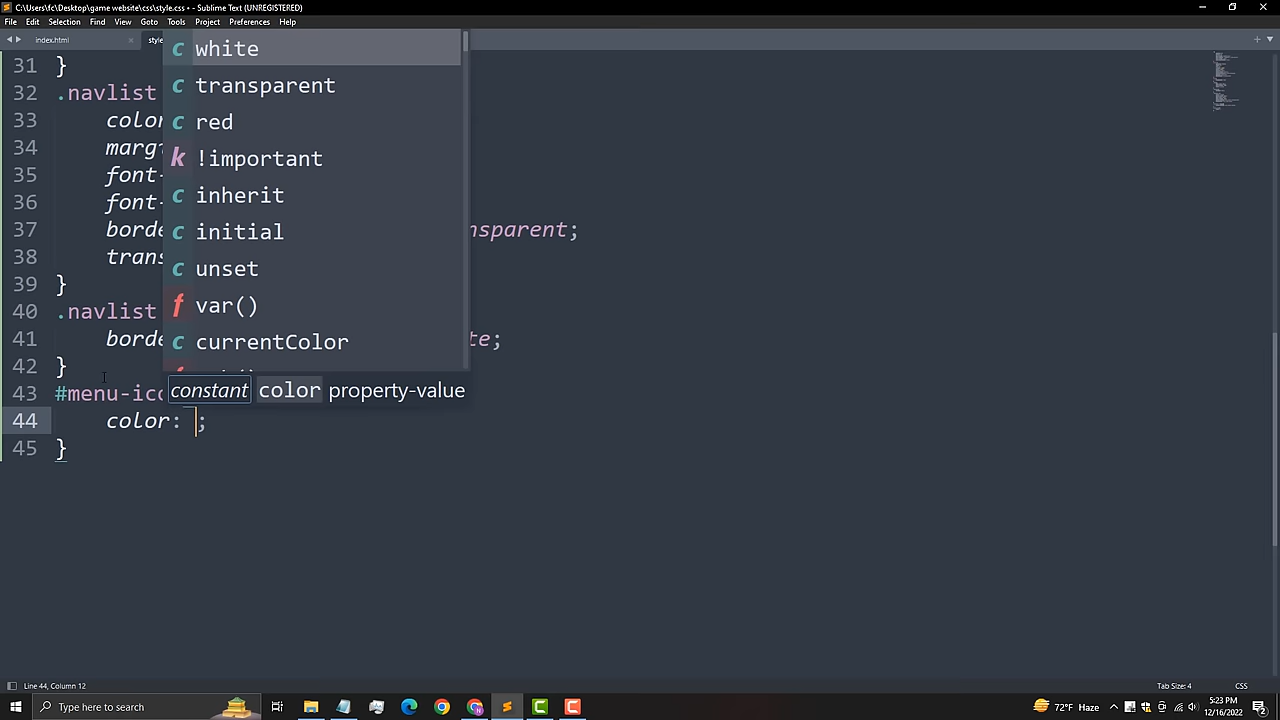 C:\Users\fc\Desktop\game website\css\style.css • - Sublime Text (UNREGISTERED)
File Edit Selection Find View Goto Tools Project Preferences Help
index.html
style
white
transparent
red
!important
inherit
initial
unset
var()
currentColor
constant color property-value
31 }
32 .navlist
33 color
34 marg
35 font-
36 font-
37 borde nsparent;
38 trans
39 }
40 .navlist
41 borde te;
42 }
43 #menu-ico
44 color: ;
45 }
Line 44, Column 12
Tab Size: 4
CSS
Type here to search
72°F Haze
5:23 PM
12/16/2022
2